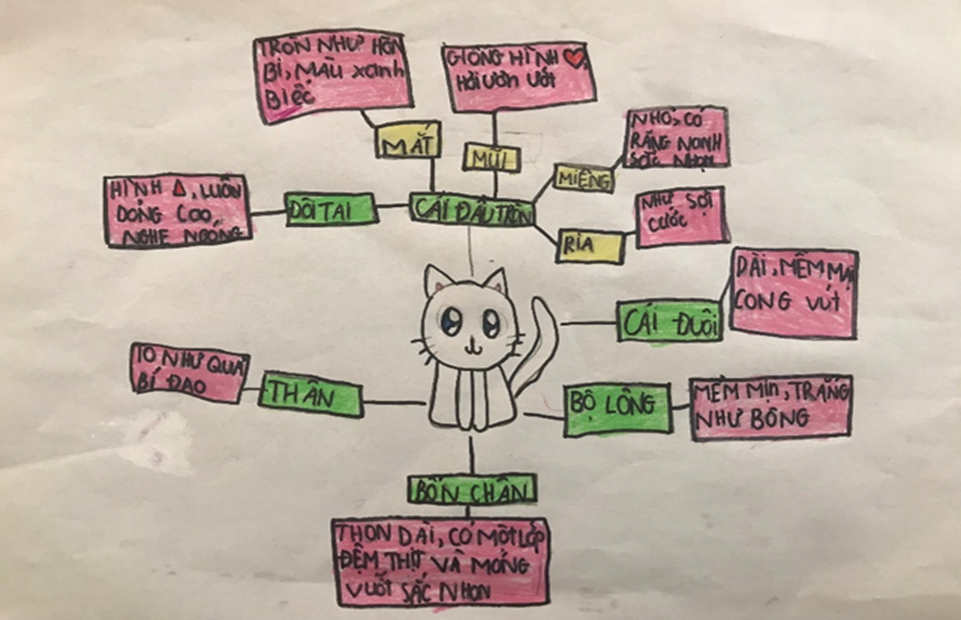 TRÒN NHƯ HÒN
BI, MÀU xanh
BIẾC
GIỐNG HÌNH ❤,
HƠI ƯƠN ƯỚT
MẮT
MŨI
NHỎ, CÓ
RĂNG NANH
SẮC NHỌN
MIỆNG
HÌNH Δ, LUÔN
DỎNG CAO,
NGHE NGÓNG
ĐÔI TAI
CÁI ĐẦU TRÒN
NHƯ SỢI
CƯỚC
RIA
DÀI, MỀM MẠI
CONG VÚT
CÁI ĐUÔI
TO NHƯ QUẢ
BÍ ĐAO
THÂN
BỘ LÔNG
MỀM MỊN, TRẮNG
NHƯ BÔNG
BỐN CHÂN
THON DÀI, CÓ MỘT LỚP
ĐỆM THỊT VÀ MÓNG
VUỐT SẮC NHỌN